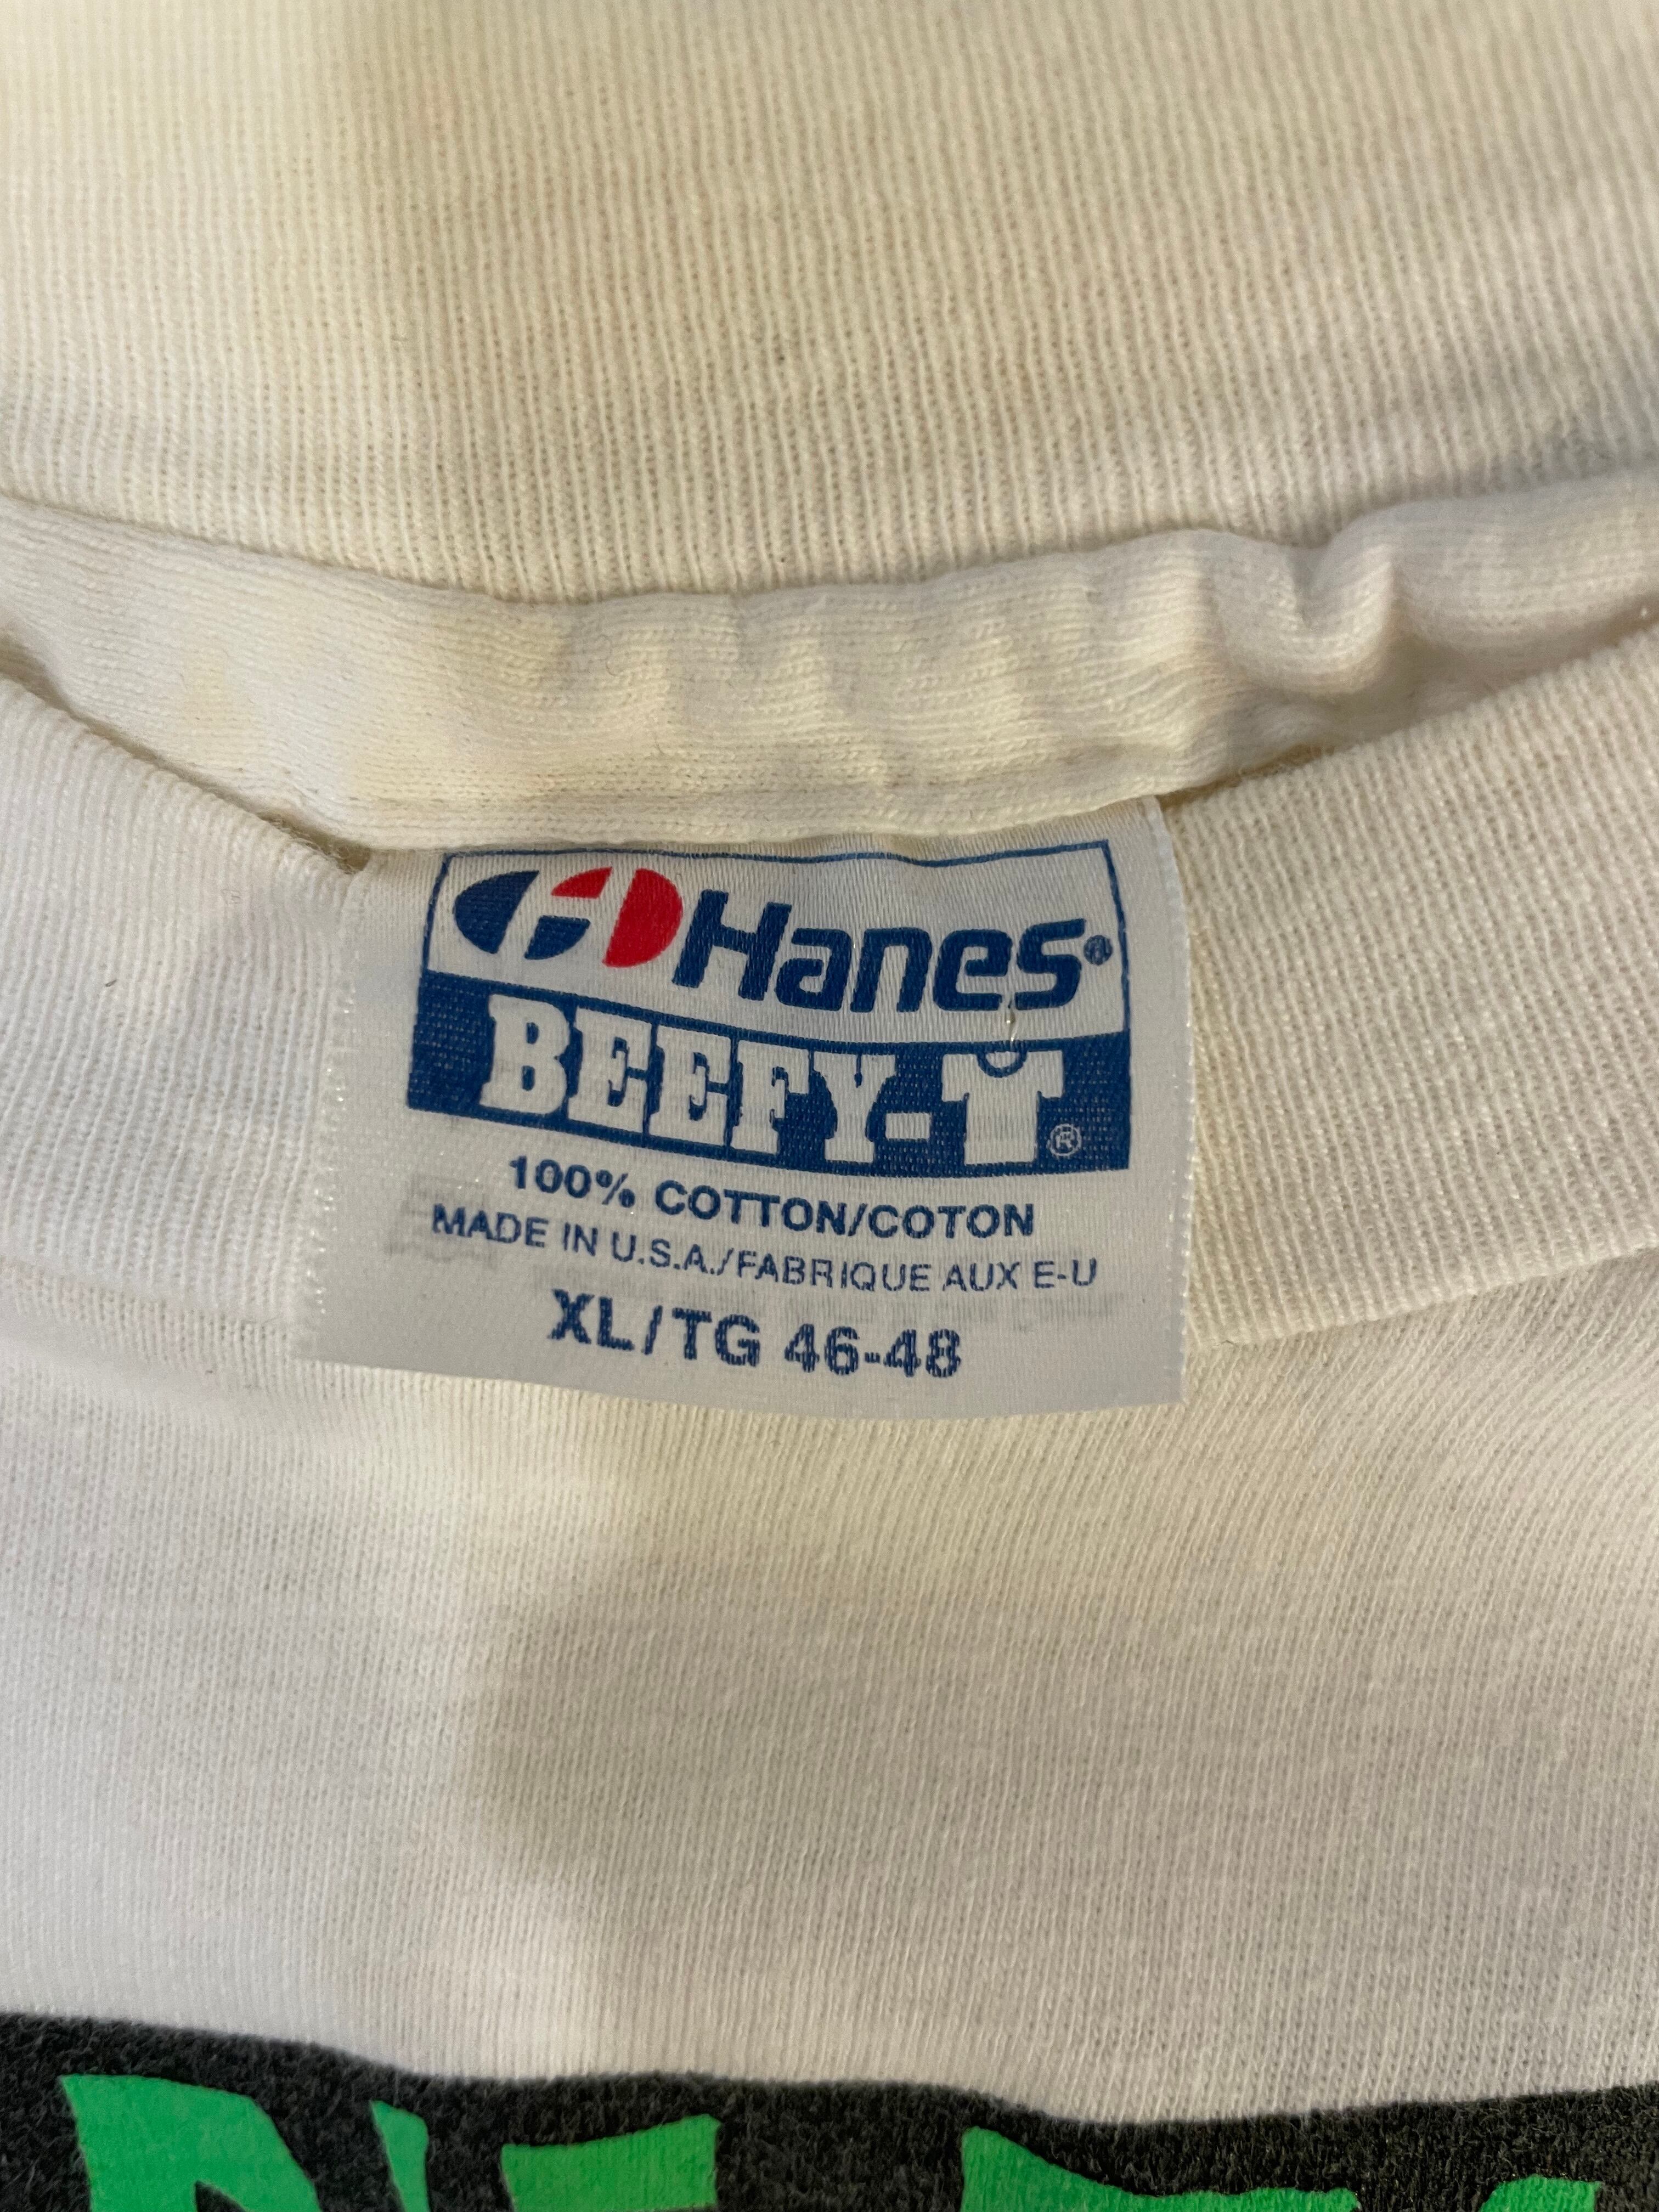 Hanes®
BEEFY-T®
100% COTTON/COTON
MADE IN U.S.A./FABRIQUE AUX E-U
XL/TG 46-48